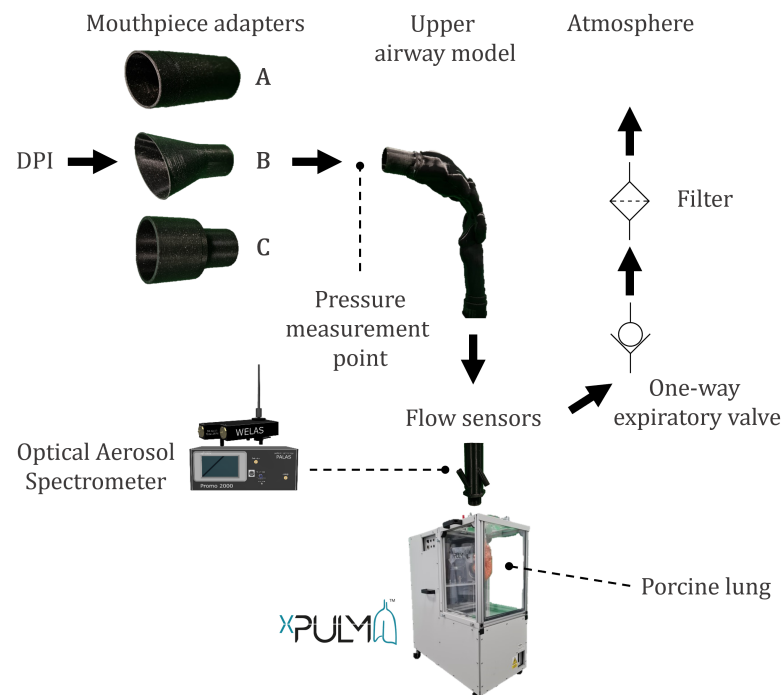 Mouthpiece adapters
Upper
airway model
Atmosphere
A
DPI
B
C
Filter
Pressure
measurement
point
One-way
expiratory valve
Flow sensors
Optical Aerosol
Spectrometer
WELAS
PALAS
Promo 2000
Porcine lung
xPULM™